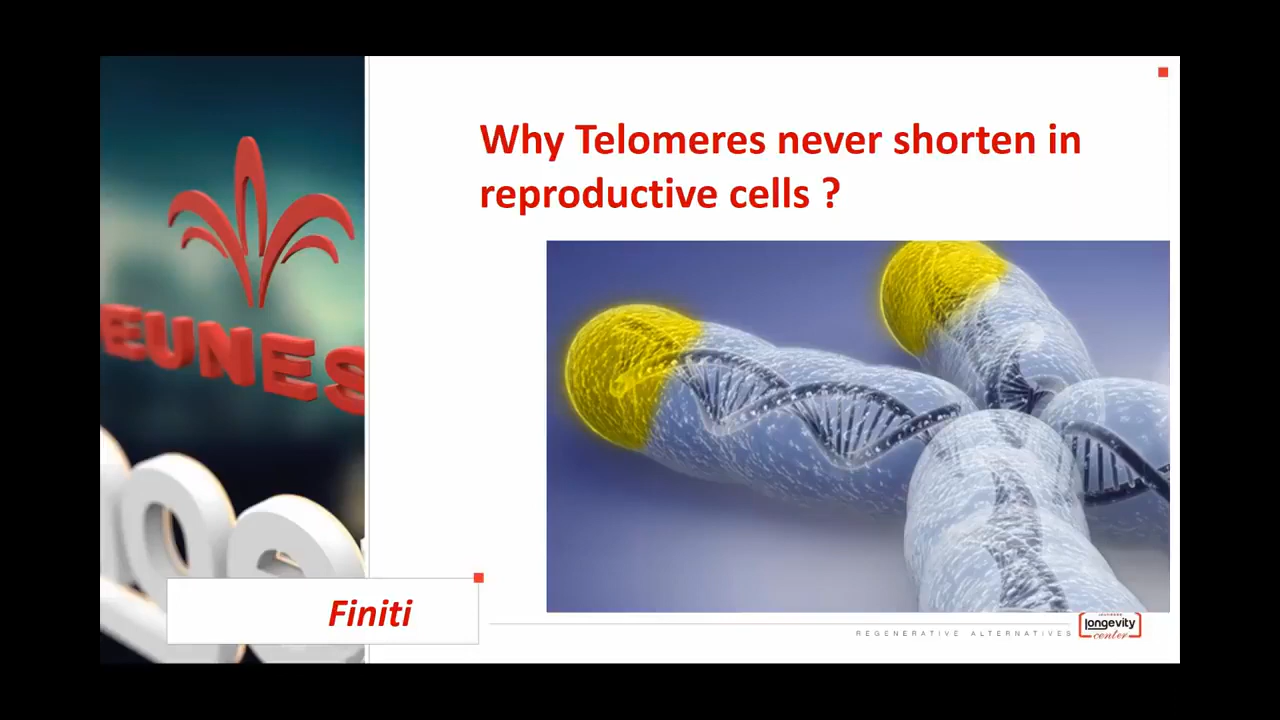 Why Telomeres never shorten in
reproductive cells ?
EUNES
Finiti
REGENERATIVE ALTERNATIVES
longevity
center